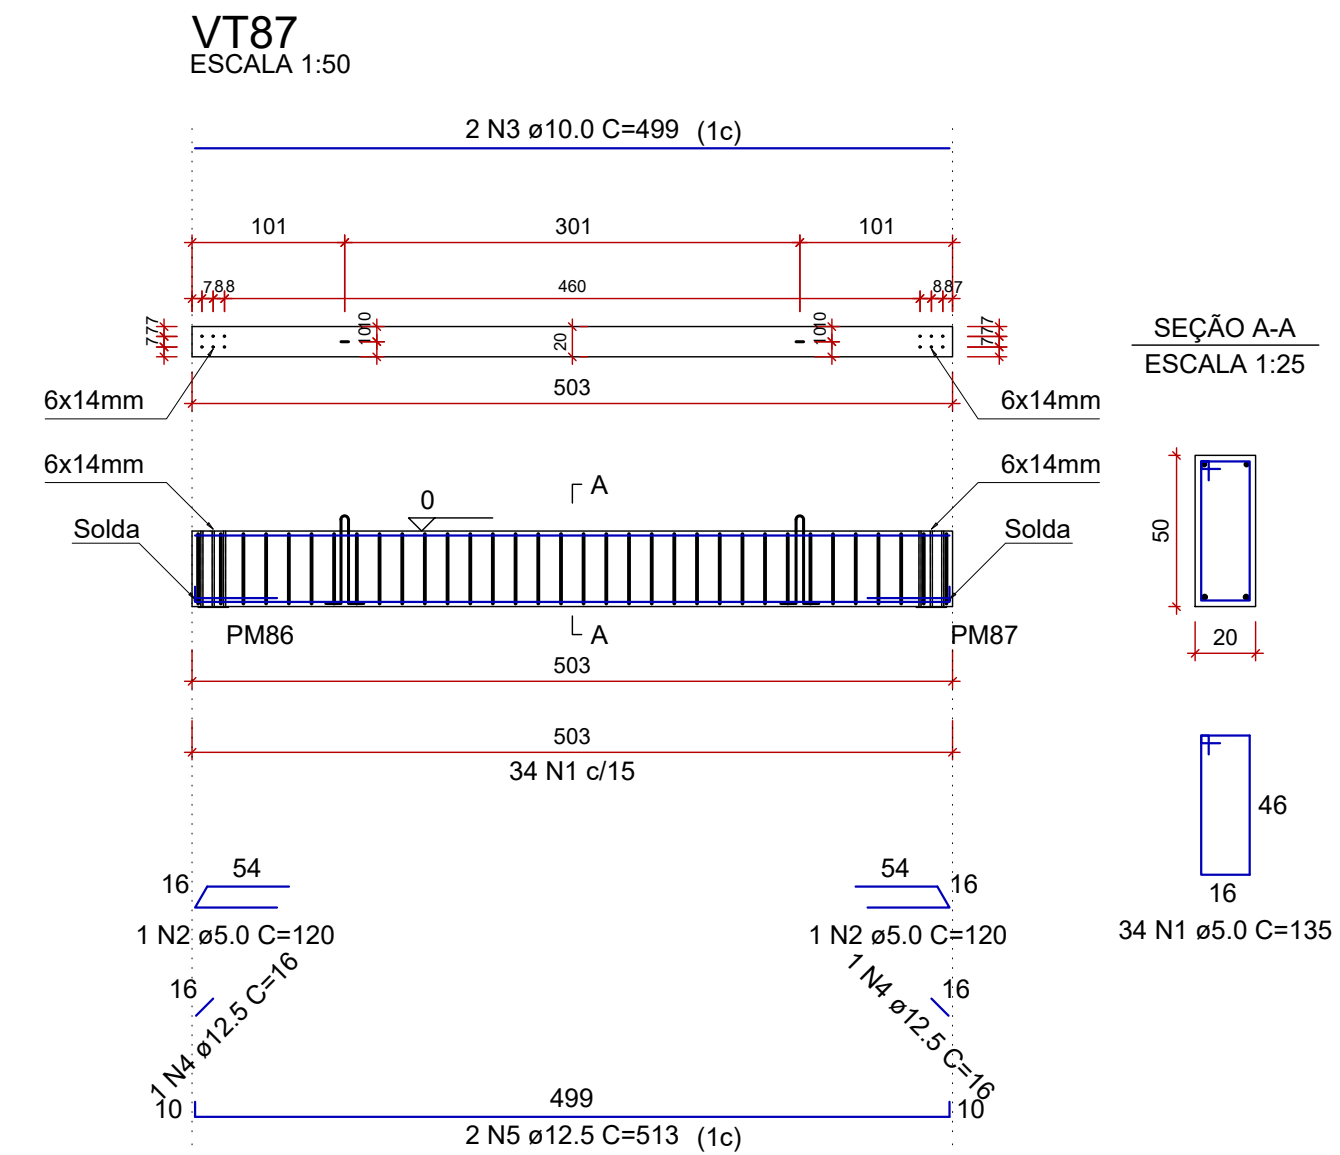 VT87
ESCALA 1:50
2 N3 ø10.0 C=499 (1c)
101 301 101
7 8 8 460 8 8 7
7 7 7 10 10 20 10 10 7 7 7
SEÇÃO A-A
ESCALA 1:25
503
6x14mm 6x14mm
6x14mm 6x14mm
0 A
Solda Solda
50
20
PM86 A PM87
503
503
34 N1 c/15
46
16
34 N1 ø5.0 C=135
16 54 54 16
1 N2 ø5.0 C=120 1 N2 ø5.0 C=120
16 16
1 N4 ø12.5 C=16 1 N4 ø12.5 C=16
10 499 10
2 N5 ø12.5 C=513 (1c)